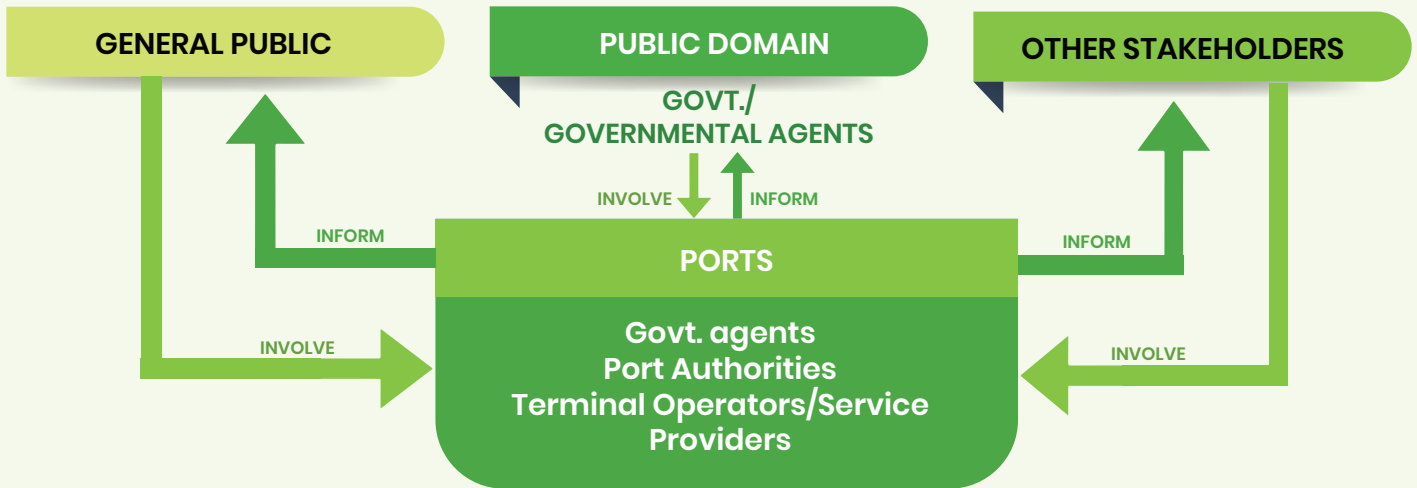 GENERAL PUBLIC
PUBLIC DOMAIN
OTHER STAKEHOLDERS
GOVT./
GOVERNMENTAL AGENTS
INVOLVE
INFORM
INFORM
INFORM
PORTS
Govt. agents
Port Authorities
Terminal Operators/Service
Providers
INVOLVE
INVOLVE